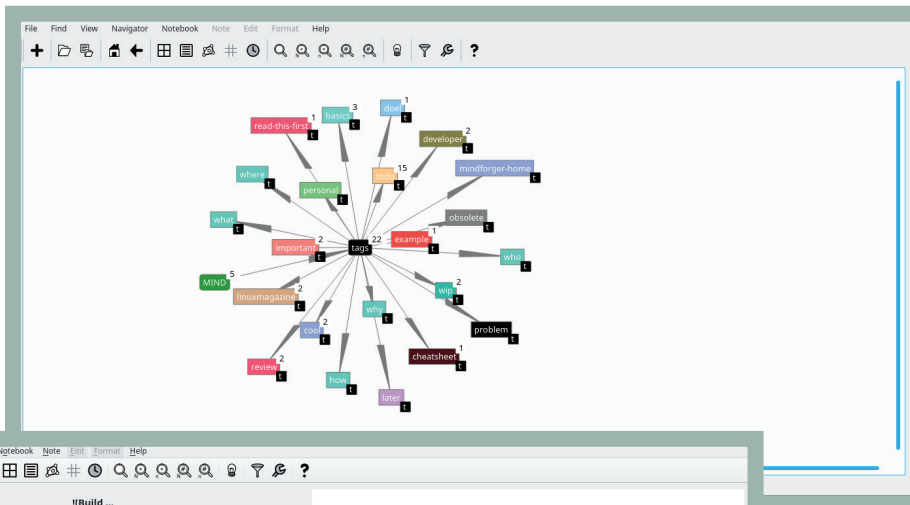 File Find View Navigator Notebook Note Edit Format Help
1
3
doel
1
read-this-first
t
basics
t
t
developer
2
t
where
t
todo
15
t
mindforger-home
t
personal
t
what
t
obsolete
t
important
2
t
tags
22
example
1
t
who
t
MIND
5
linuxmagazine
2
t
wip
2
t
why
t
cool
2
t
problem
t
review
2
t
cheatsheet
1
t
how
t
later
t
Notebook Note Edit Format Help
![Build ...